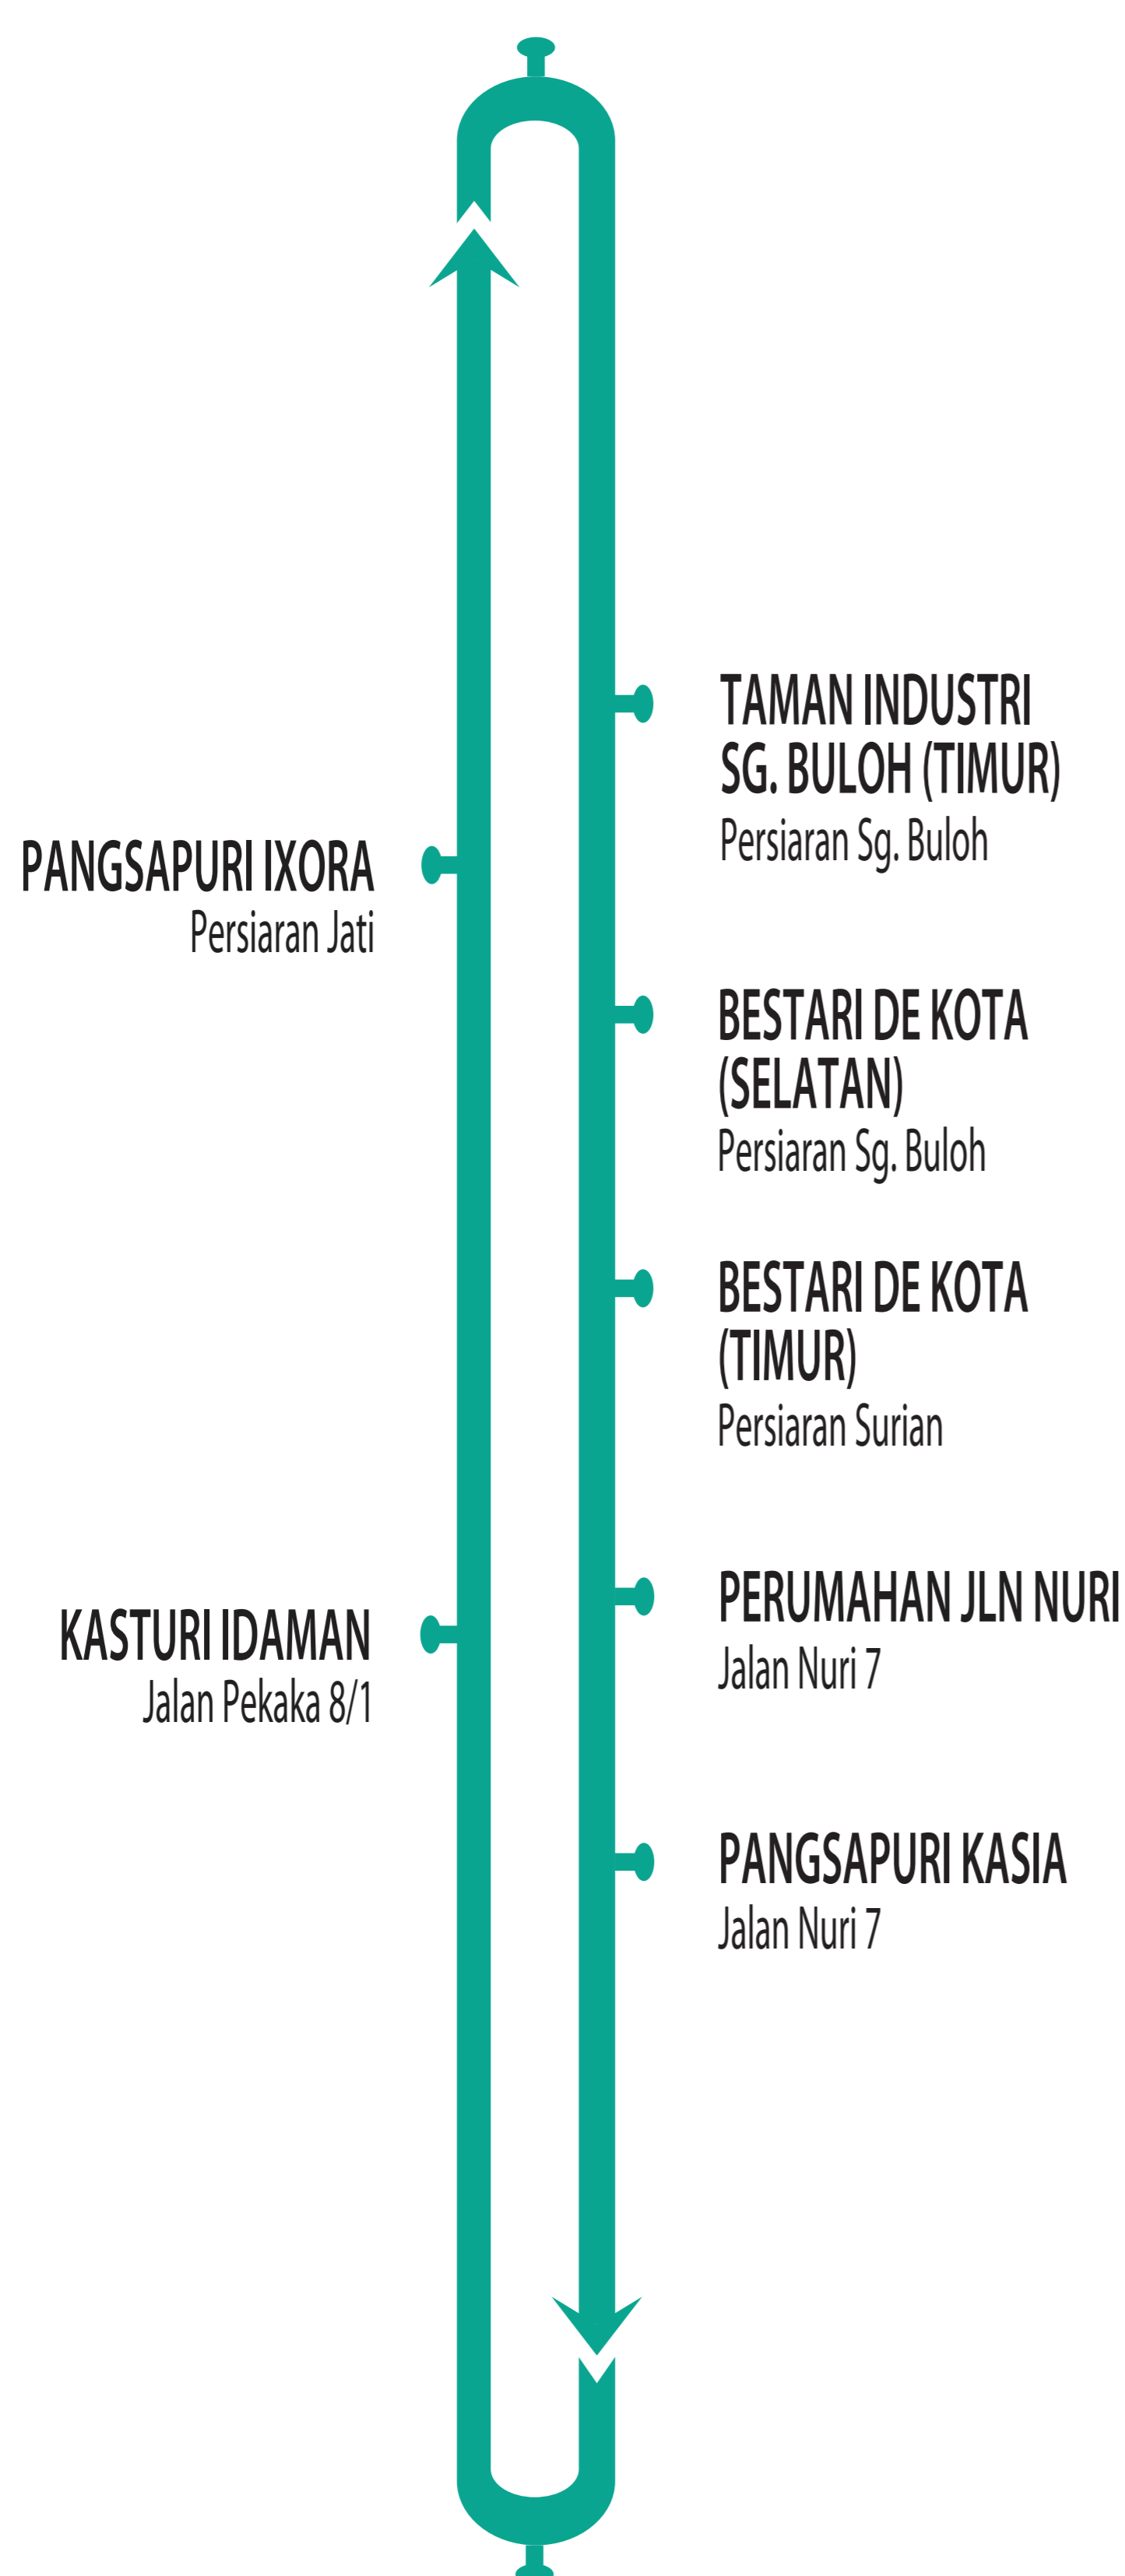 TAMAN INDUSTRI
SG. BULOH (TIMUR)
Persiaran Sg. Buloh
PANGSAPURI IXORA
Persiaran Jati
BESTARI DE KOTA
(SELATAN)
Persiaran Sg. Buloh
BESTARI DE KOTA
(TIMUR)
Persiaran Surian
PERUMAHAN JLN NURI
Jalan Nuri 7
KASTURI IDAMAN
Jalan Pekaka 8/1
PANGSAPURI KASIA
Jalan Nuri 7